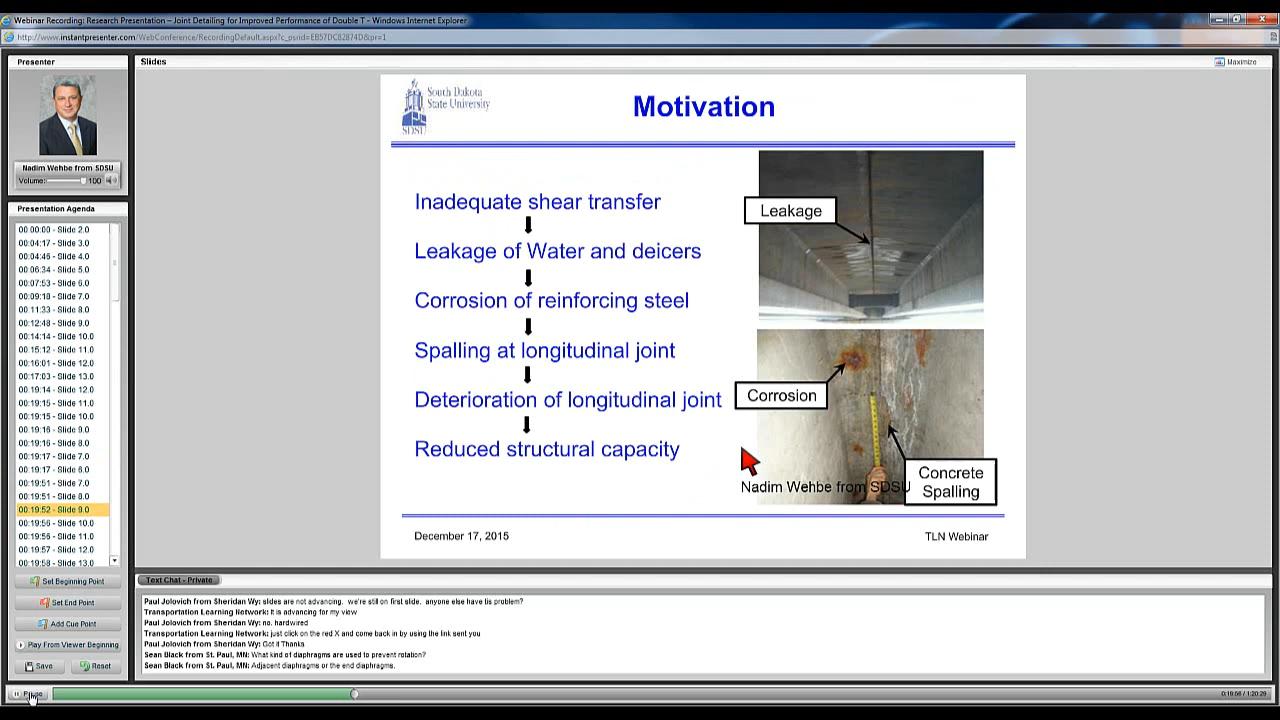 Webinar Recording: Research Presentation – Joint Detailing for Improved Performance of Double T - Windows Internet Explorer
http://www.instantpresenter.com/WebConference/RecordingDefault.aspx?c_psrid=EB57DC82874D&pr=1
Presenter
Nadim Wehbe from SDSU
Volume: 100
Presentation Agenda
00:00:00 - Slide 2.0
00:04:17 - Slide 3.0
00:04:46 - Slide 4.0
00:06:34 - Slide 5.0
00:07:53 - Slide 6.0
00:09:18 - Slide 7.0
00:11:33 - Slide 8.0
00:12:48 - Slide 9.0
00:14:14 - Slide 10.0
00:15:12 - Slide 11.0
00:16:01 - Slide 12.0
00:17:03 - Slide 13.0
00:19:14 - Slide 12.0
00:19:15 - Slide 11.0
00:19:15 - Slide 10.0
00:19:16 - Slide 9.0
00:19:16 - Slide 8.0
00:19:17 - Slide 7.0
00:19:17 - Slide 6.0
00:19:51 - Slide 7.0
00:19:51 - Slide 8.0
00:19:52 - Slide 9.0
00:19:56 - Slide 10.0
00:19:56 - Slide 11.0
00:19:57 - Slide 12.0
00:19:58 - Slide 13.0
Set Beginning Point
Set End Point
Add Cue Point
Play From Viewer Beginning
Save Reset
Slides
Maximize
South Dakota
State University
SDSU
Motivation
Inadequate shear transfer
Leakage of Water and deicers
Corrosion of reinforcing steel
Spalling at longitudinal joint
Deterioration of longitudinal joint
Reduced structural capacity
Leakage
Corrosion
Concrete
Spalling
Nadim Wehbe from SDSU
December 17, 2015
TLN Webinar
Text Chat - Private
Paul Jolovich from Sheridan Wy: slides are not advancing. we're still on first slide. anyone else have tis problem?
Transportation Learning Network: It is advancing for my view
Paul Jolovich from Sheridan Wy: no. hardwired
Transportation Learning Network: just click on the red X and come back in by using the link sent you
Paul Jolovich from Sheridan Wy: Got it Thanks
Sean Black from St. Paul, MN: What kind of diaphragms are used to prevent rotation?
Sean Black from St. Paul, MN: Adjacent diaphragms or the end diaphragms.
Pause
0:19:56 / 1:20:29